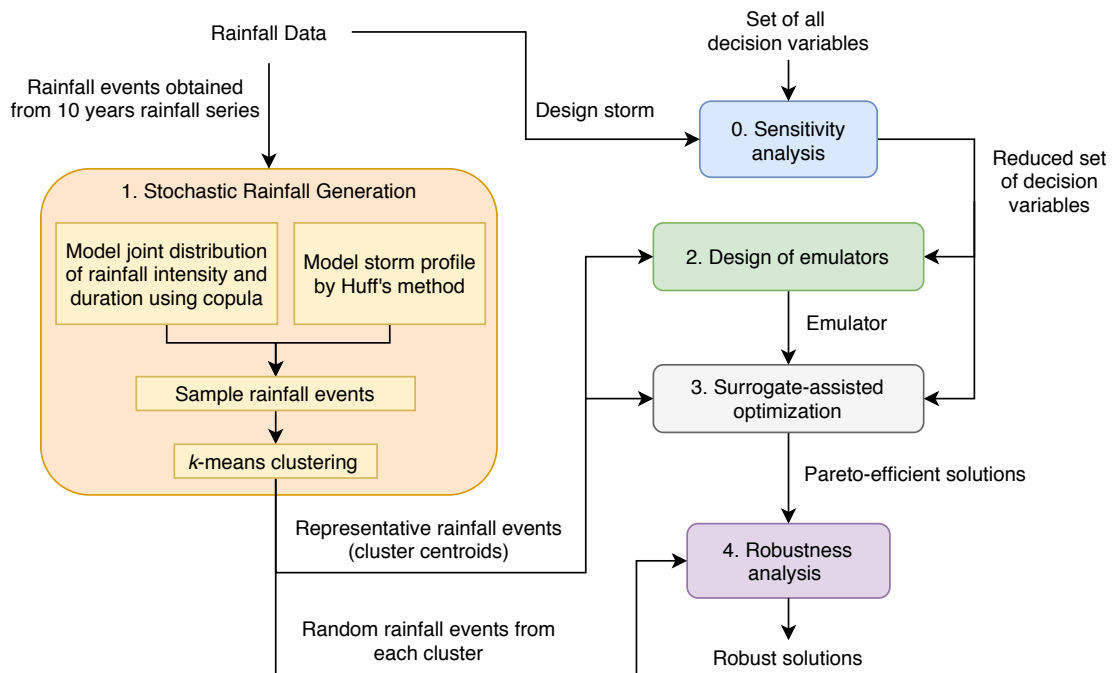 Rainfall Data
Set of all
decision variables
Rainfall events obtained
from 10 years rainfall series
Design storm
0. Sensitivity
analysis
Reduced set
of decision
variables
1. Stochastic Rainfall Generation
Model joint distribution
of rainfall intensity and
duration using copula
Model storm profile
by Huff's method
2. Design of emulators
Emulator
Sample rainfall events
3. Surrogate-assisted
optimization
k-means clustering
Pareto-efficient solutions
Representative rainfall events
(cluster centroids)
4. Robustness
analysis
Random rainfall events from
each cluster
Robust solutions